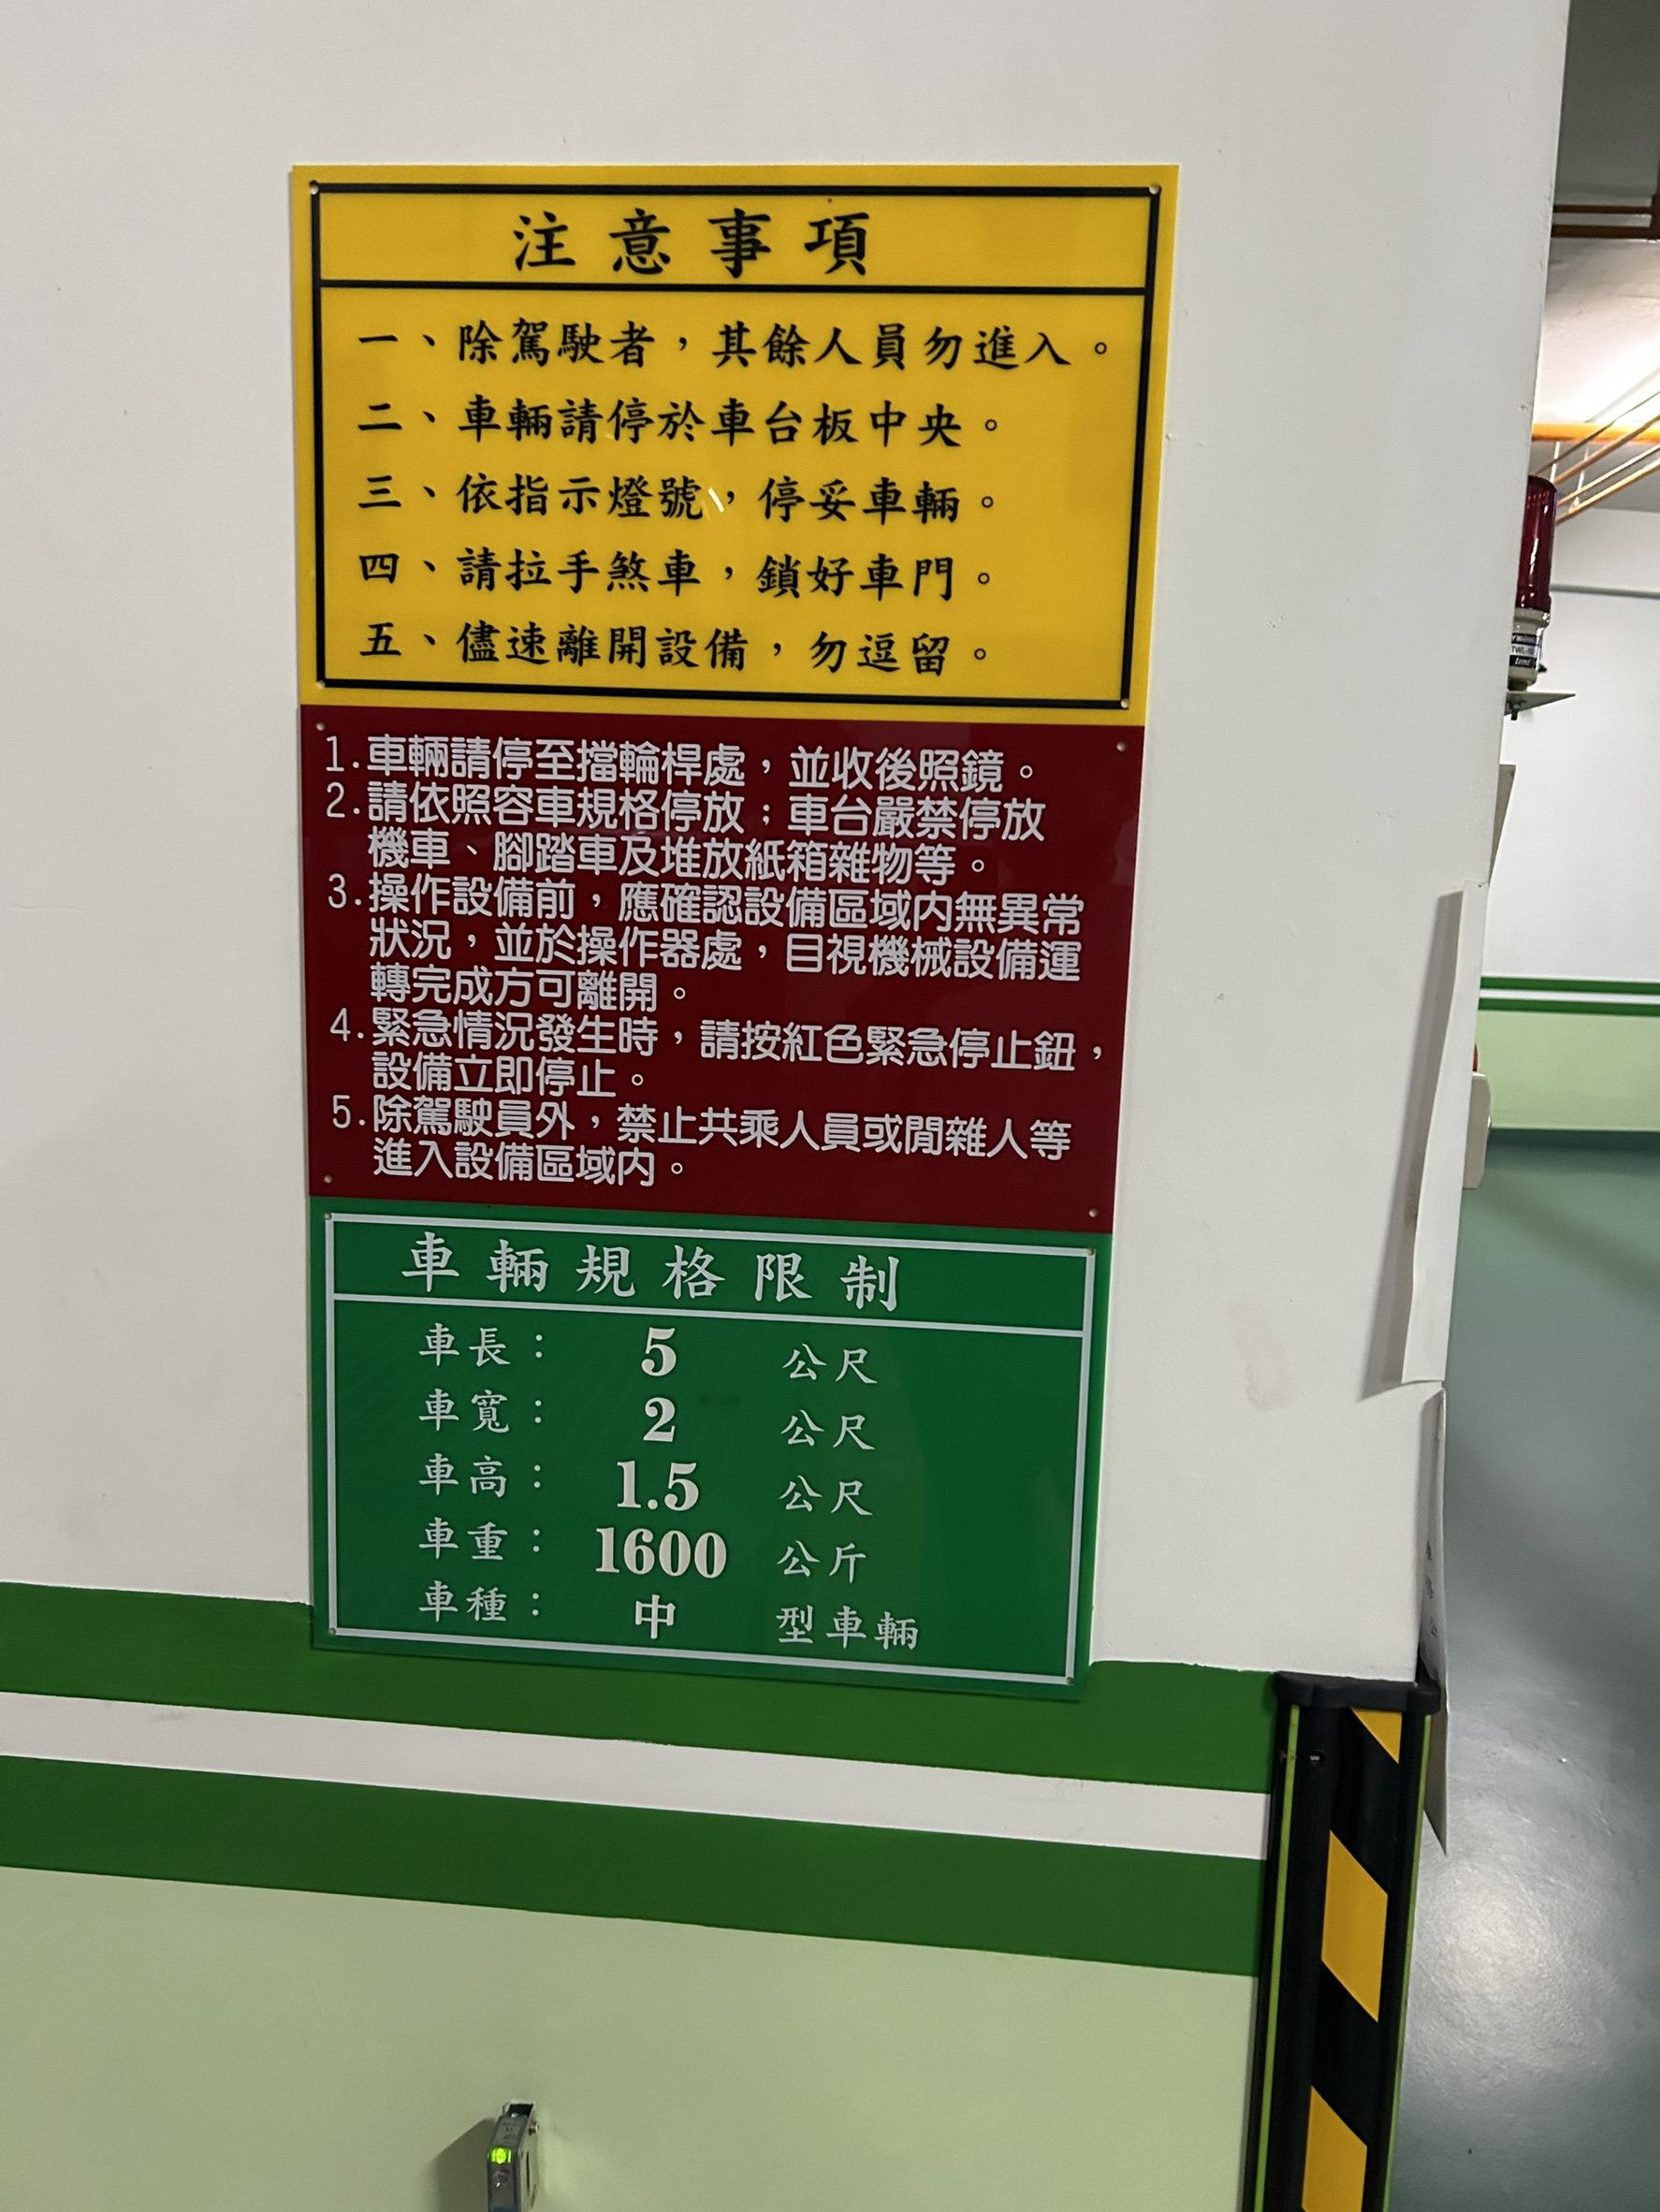 注意事項
一、除駕駛者，其餘人員勿進入。
二、車輛請停於車台板中央。
三、依指示燈號，停妥車輛。
四、請拉手煞車，鎖好車門。
五、儘速離開設備，勿逗留。
1.車輛請停至擋輪桿處，並收後照鏡。
2.請依照容車規格停放；車台嚴禁停放
機車、腳踏車及堆放紙箱雜物等。
3.操作設備前，應確認設備區域內無異常
狀況，並於操作器處，目視機械設備運
轉完成方可離開。
4.緊急情況發生時，請按紅色緊急停止鈕，
設備立即停止。
5.除駕駛員外，禁止共乘人員或閒雜人等
進入設備區域內。
車輛規格限制
車長： 5 公尺
車寬： 2 公尺
車高： 1.5 公尺
車重： 1600 公斤
車種： 中 型車輛